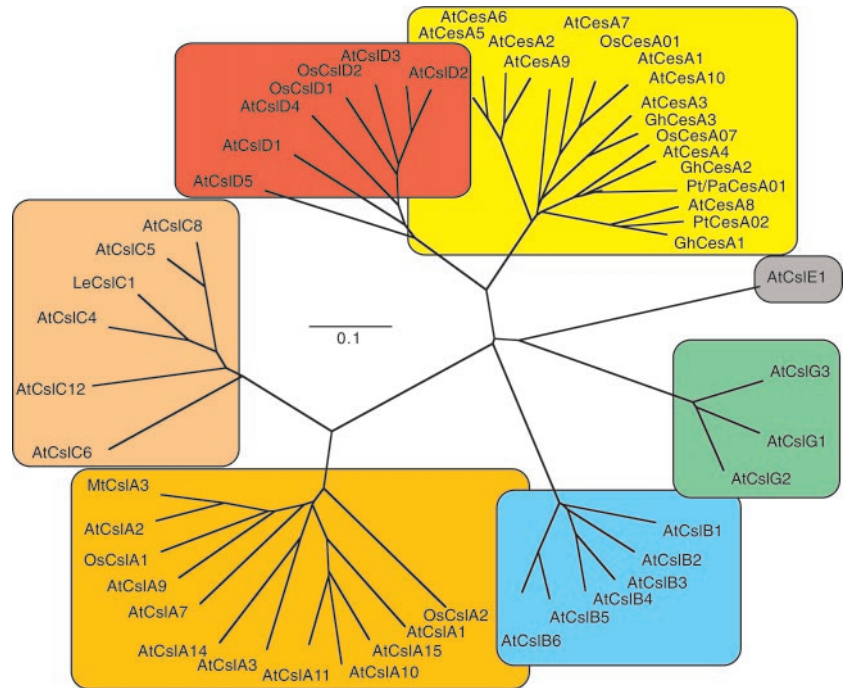 AtCesA6
AtCesA5
AtCesA2
AtCesA9
AtCesA7
OsCesA01
AtCesA1
AtCesA10
AtCesA3
GhCesA3
OsCesA07
AtCesA4
GhCesA2
Pt/PaCesA01
AtCesA8
PtCesA02
GhCesA1
AtCslD3
OsCslD2
AtCslD2
OsCslD1
AtCslD4
AtCslD1
AtCslD5
AtCslC8
AtCslC5
LeCslC1
AtCslC4
AtCslC12
AtCslC6
0.1
AtCslE1
AtCslG3
AtCslG1
AtCslG2
MtCslA3
AtCslA2
OsCslA1
AtCslA9
AtCslA7
AtCslA14
AtCslA3
AtCslA11
AtCslA10
AtCslA15
AtCslA1
OsCslA2
AtCslB1
AtCslB2
AtCslB3
AtCslB4
AtCslB5
AtCslB6